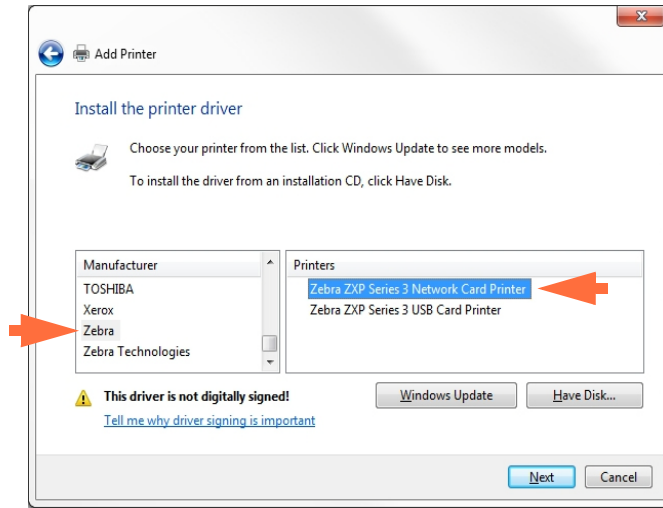 Add Printer
Install the printer driver
Choose your printer from the list. Click Windows Update to see more models.
To install the driver from an installation CD, click Have Disk.
Manufacturer
TOSHIBA
Xerox
Zebra
Zebra Technologies
Printers
Zebra ZXP Series 3 Network Card Printer
Zebra ZXP Series 3 USB Card Printer
This driver is not digitally signed!
Tell me why driver signing is important
Windows Update
Have Disk...
Next
Cancel